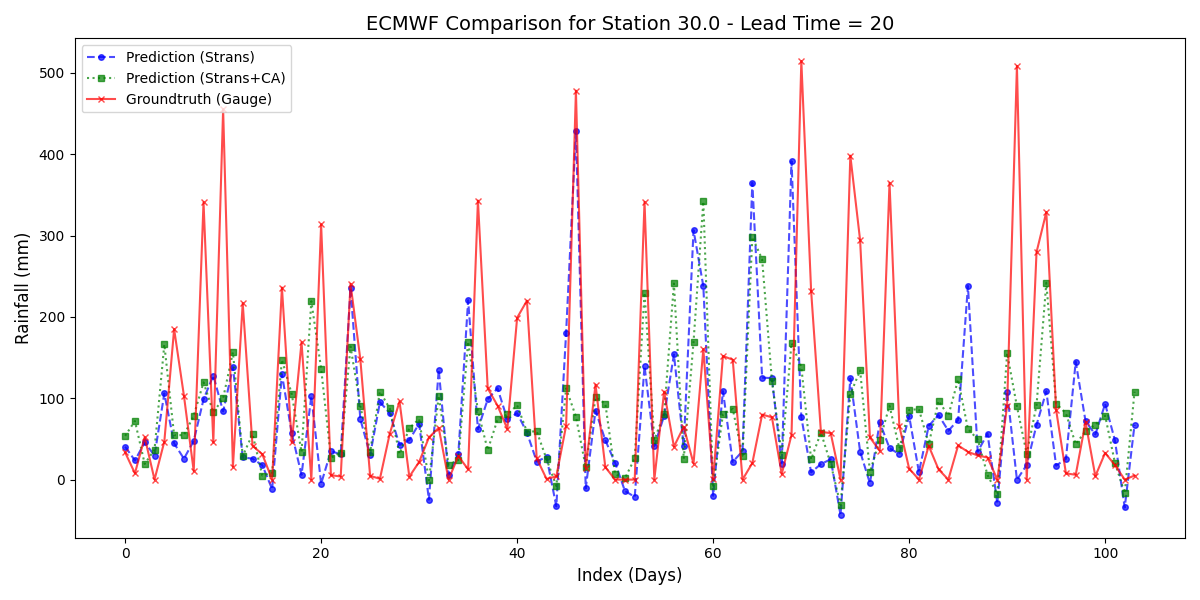 ECMWF Comparison for Station 30.0 - Lead Time = 20
Prediction (Strans)
Prediction (Strans+CA)
Groundtruth (Gauge)
Rainfall (mm)
500
400
300
200
100
0
0 20 40 60 80 100
Index (Days)